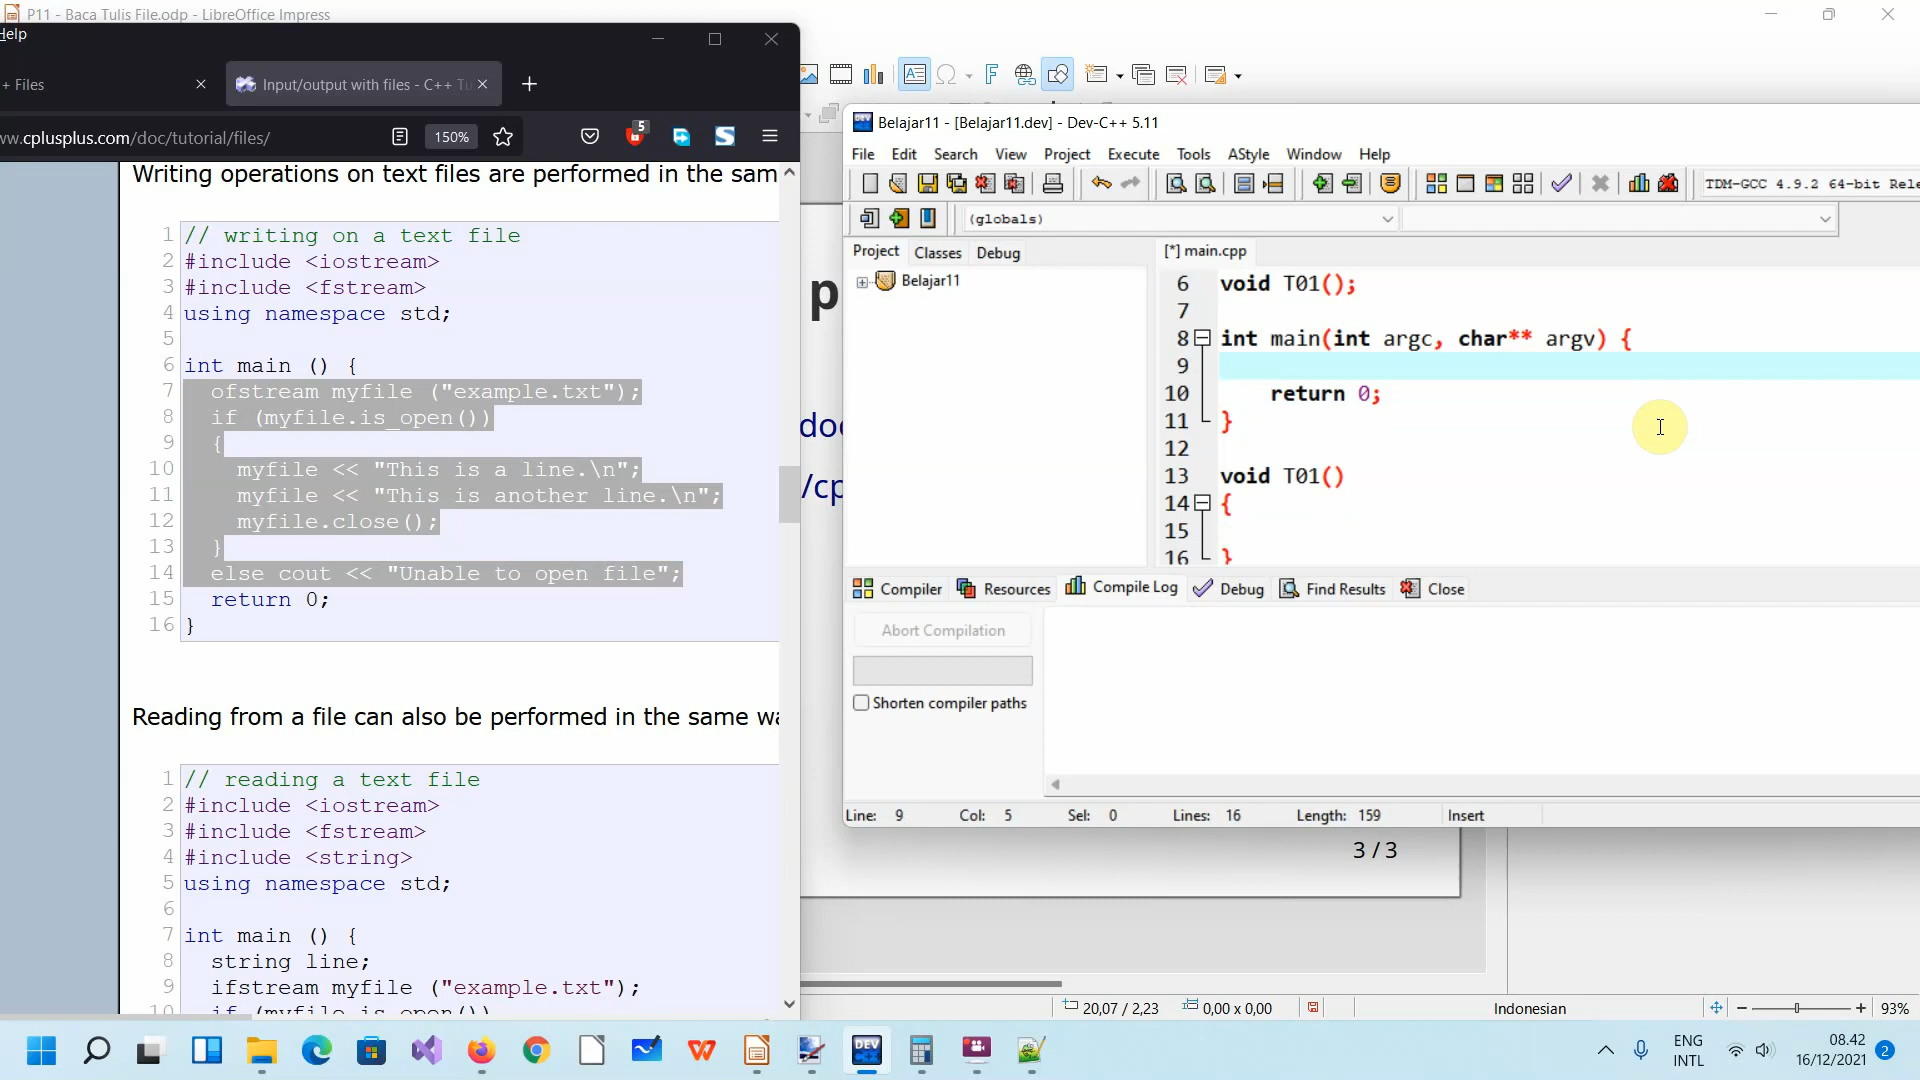 P11 - Baca Tulis File.odp - LibreOffice Impress
Help
+ Files
Input/output with files - C++ Tu
ww.cplusplus.com/doc/tutorial/files/
150%
5
Writing operations on text files are performed in the sam
1 // writing on a text file
2 #include <iostream>
3 #include <fstream>
4 using namespace std;
5
6 int main () {
7 ofstream myfile ("example.txt");
8 if (myfile.is_open())
9 {
10 myfile << "This is a line.\n";
11 myfile << "This is another line.\n";
12 myfile.close();
13 }
14 else cout << "Unable to open file";
15 return 0;
16 }
Reading from a file can also be performed in the same wa
1 // reading a text file
2 #include <iostream>
3 #include <fstream>
4 #include <string>
5 using namespace std;
6
7 int main () {
8 string line;
9 ifstream myfile ("example.txt");
10 if (myfile.is_open())
p
doc
/cp
Belajar11 - [Belajar11.dev] - Dev-C++ 5.11
File Edit Search View Project Execute Tools AStyle Window Help
TDM-GCC 4.9.2 64-bit Rele
(globals)
Project Classes Debug
[*] main.cpp
Belajar11
6 void T01();
7
8 int main(int argc, char** argv) {
9
10 return 0;
11 }
12
13 void T01()
14 {
15
16 }
Compiler Resources Compile Log Debug Find Results Close
Abort Compilation
Shorten compiler paths
Line: 9 Col: 5 Sel: 0 Lines: 16 Length: 159 Insert
3 / 3
20,07 / 2,23 0,00 x 0,00 Indonesian 93%
DEV
ENG
INTL
08.42
16/12/2021
2